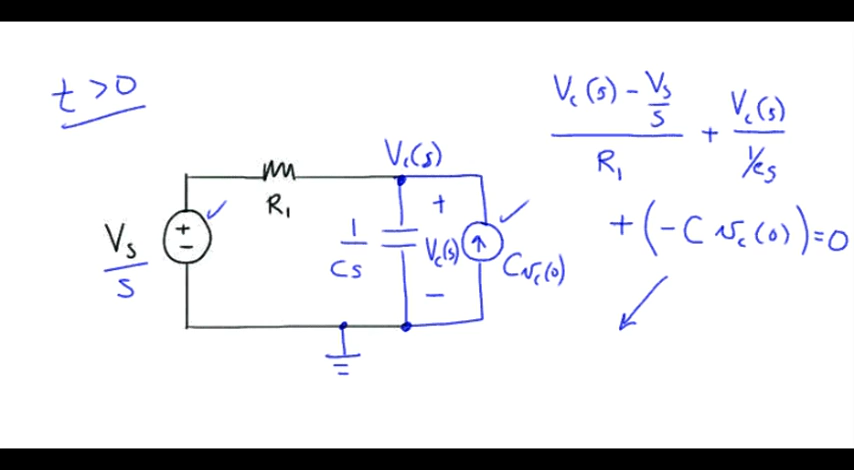 t >0
Vc(s) - Vs/s
R1
+ Vc(s)
1/Cs
+ (-C vc(0)) = 0
Vc(s)
R1
Vs
s
+
-
1
Cs
+
Vc(s)
-
C vc(0)